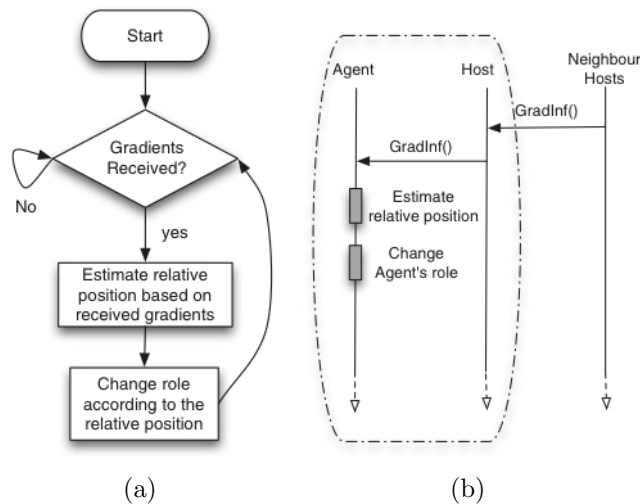 Start
Gradients
Received?
No
yes
Estimate relative
position based on
received gradients
Change role
according to the
relative position
(a)
Agent
Host
Neighbour
Hosts
GradInf()
GradInf()
Estimate
relative position
Change
Agent's role
(b)